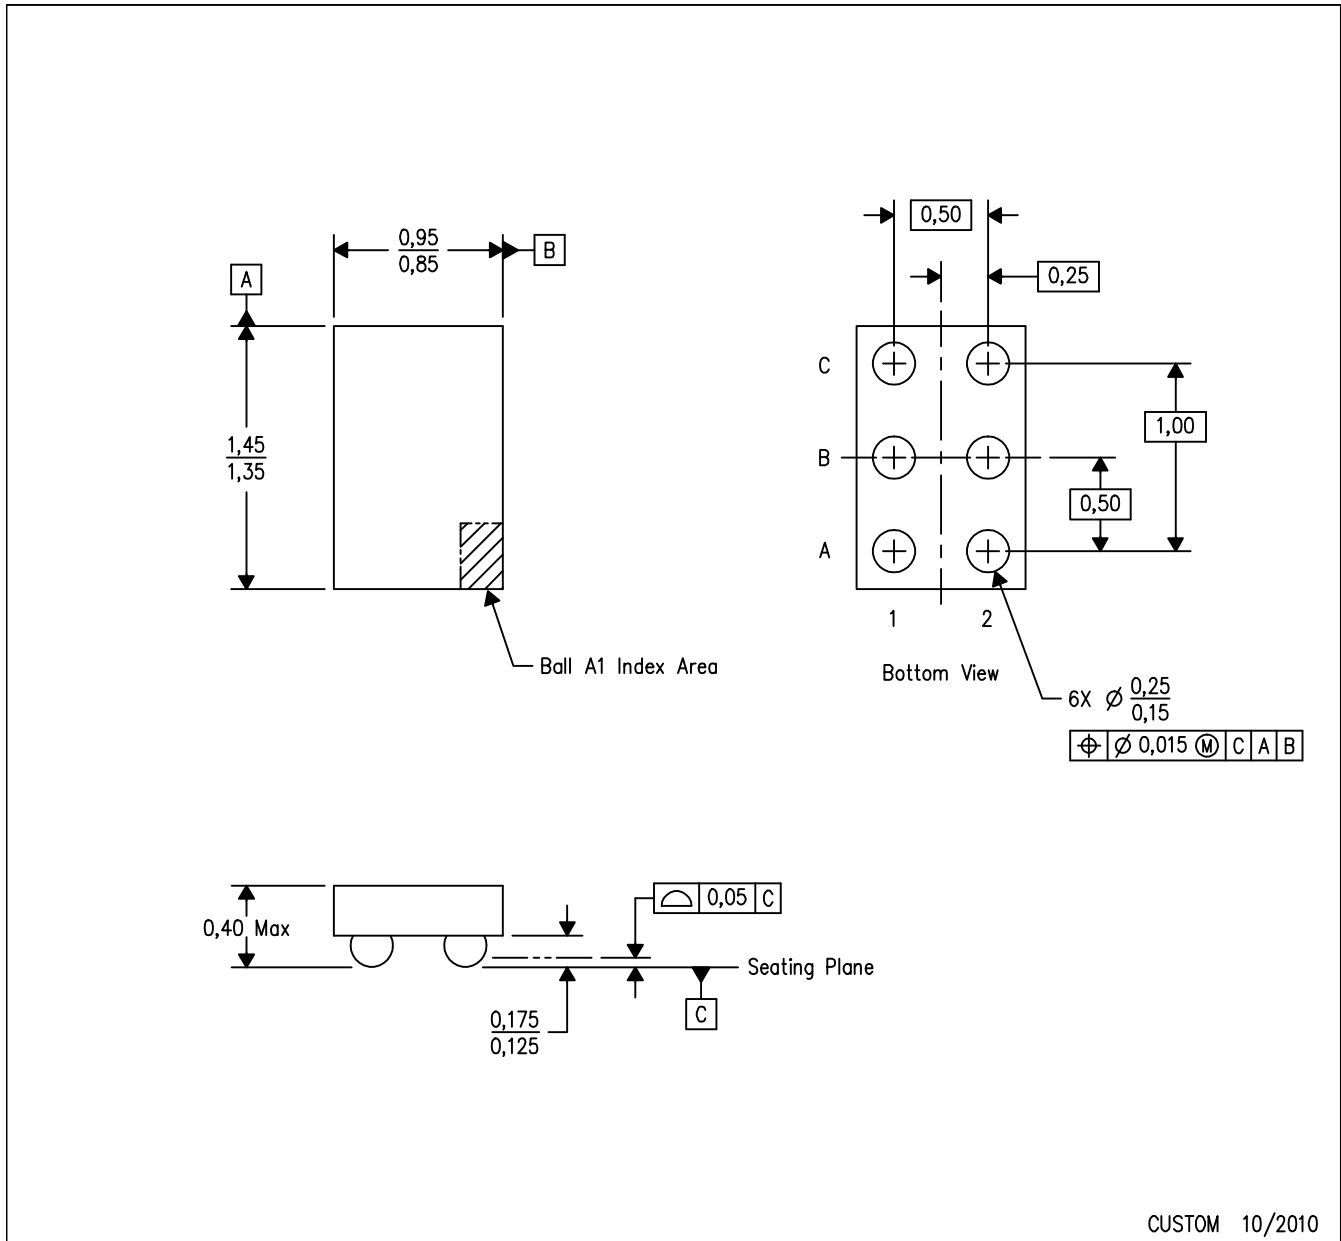 0,50
0,95
0,85
B
A
0,25
C
1,00
1,45
1,35
B
0,50
A
1 2
Ball A1 Index Area
Bottom View
6X Ø 0,25
0,15
⌖ Ø 0,015 Ⓜ C A B
0,40 Max
⌓ 0,05 C
Seating Plane
C
0,175
0,125
CUSTOM 10/2010